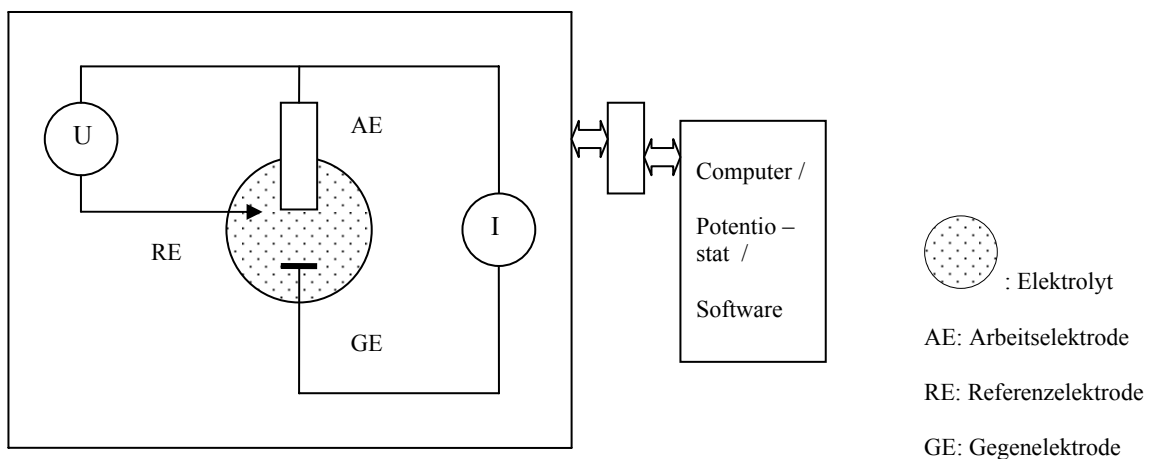 U
AE
RE
I
GE
Computer /
Potentio –
stat /
Software
: Elektrolyt
AE: Arbeitselektrode
RE: Referenzelektrode
GE: Gegenelektrode